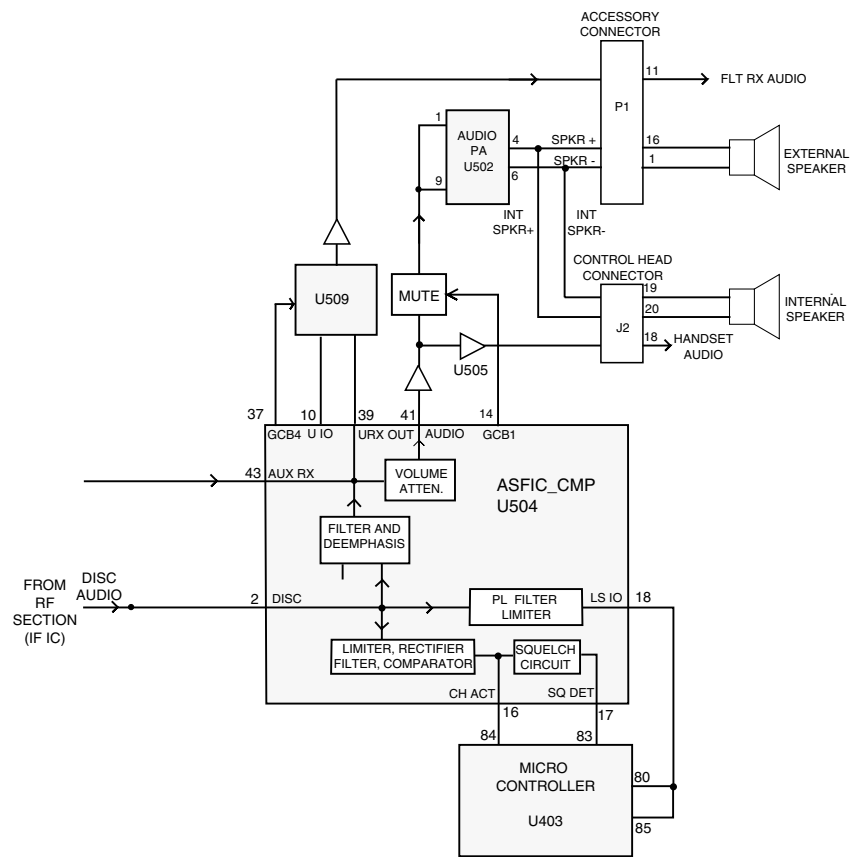 ACCESSORY
CONNECTOR
11
FLT RX AUDIO
P1
1
AUDIO
PA
U502
4
SPKR +
16
9
6
SPKR -
1
EXTERNAL
SPEAKER
INT
SPKR+
INT
SPKR-
CONTROL HEAD
CONNECTOR
U509
MUTE
19
20
INTERNAL
SPEAKER
J2
18
HANDSET
AUDIO
U505
37
10
39
41
14
GCB4
U IO
URX OUT
AUDIO
GCB1
43
AUX RX
VOLUME
ATTEN.
ASFIC_CMP
U504
FILTER AND
DEEMPHASIS
FROM
RF
SECTION
(IF IC)
DISC
AUDIO
2
DISC
PL FILTER
LIMITER
LS IO
18
LIMITER, RECTIFIER
FILTER, COMPARATOR
SQUELCH
CIRCUIT
CH ACT
SQ DET
16
17
84
83
MICRO
CONTROLLER
U403
80
85